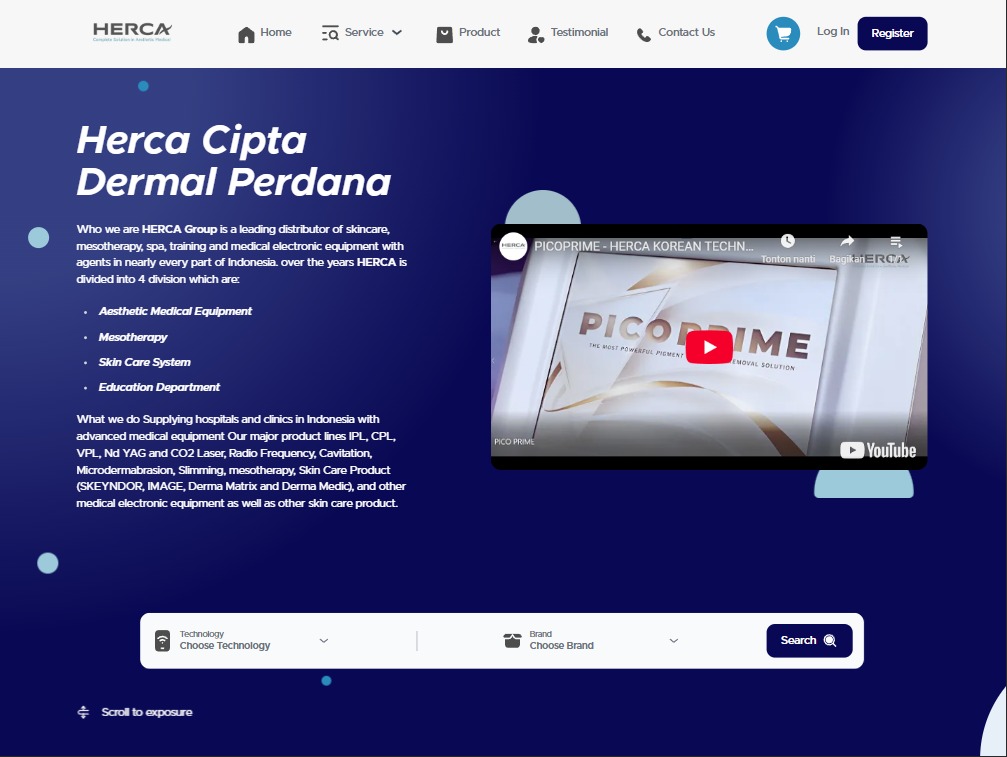 HERCA
Complete Solution in Aesthetic Medical
Home
Service
Product
Testimonial
Contact Us
Log In
Register
Herca Cipta
Dermal Perdana
Who we are HERCA Group is a leading distributor of skincare,
mesotherapy, spa, training and medical electronic equipment with
agents in nearly every part of Indonesia. over the years HERCA is
divided into 4 division which are:
Aesthetic Medical Equipment
Mesotherapy
Skin Care System
Education Department
What we do Supplying hospitals and clinics in Indonesia with
advanced medical equipment Our major product lines IPL, CPL,
VPL, Nd YAG and CO2 Laser, Radio Frequency, Cavitation,
Microdermabrasion, Slimming, mesotherapy, Skin Care Product
(SKEYNDOR, IMAGE, Derma Matrix and Derma Medic), and other
medical electronic equipment as well as other skin care product.
HERCA
PICOPRIME - HERCA KOREAN TECHN...
Tonton nanti
Bagikan
HERCA
PICOPRIME
THE MOST POWERFUL PIGMENT
EMOVAL SOLUTION
PICO PRIME
YouTube
Technology
Choose Technology
Brand
Choose Brand
Search
Scroll to exposure